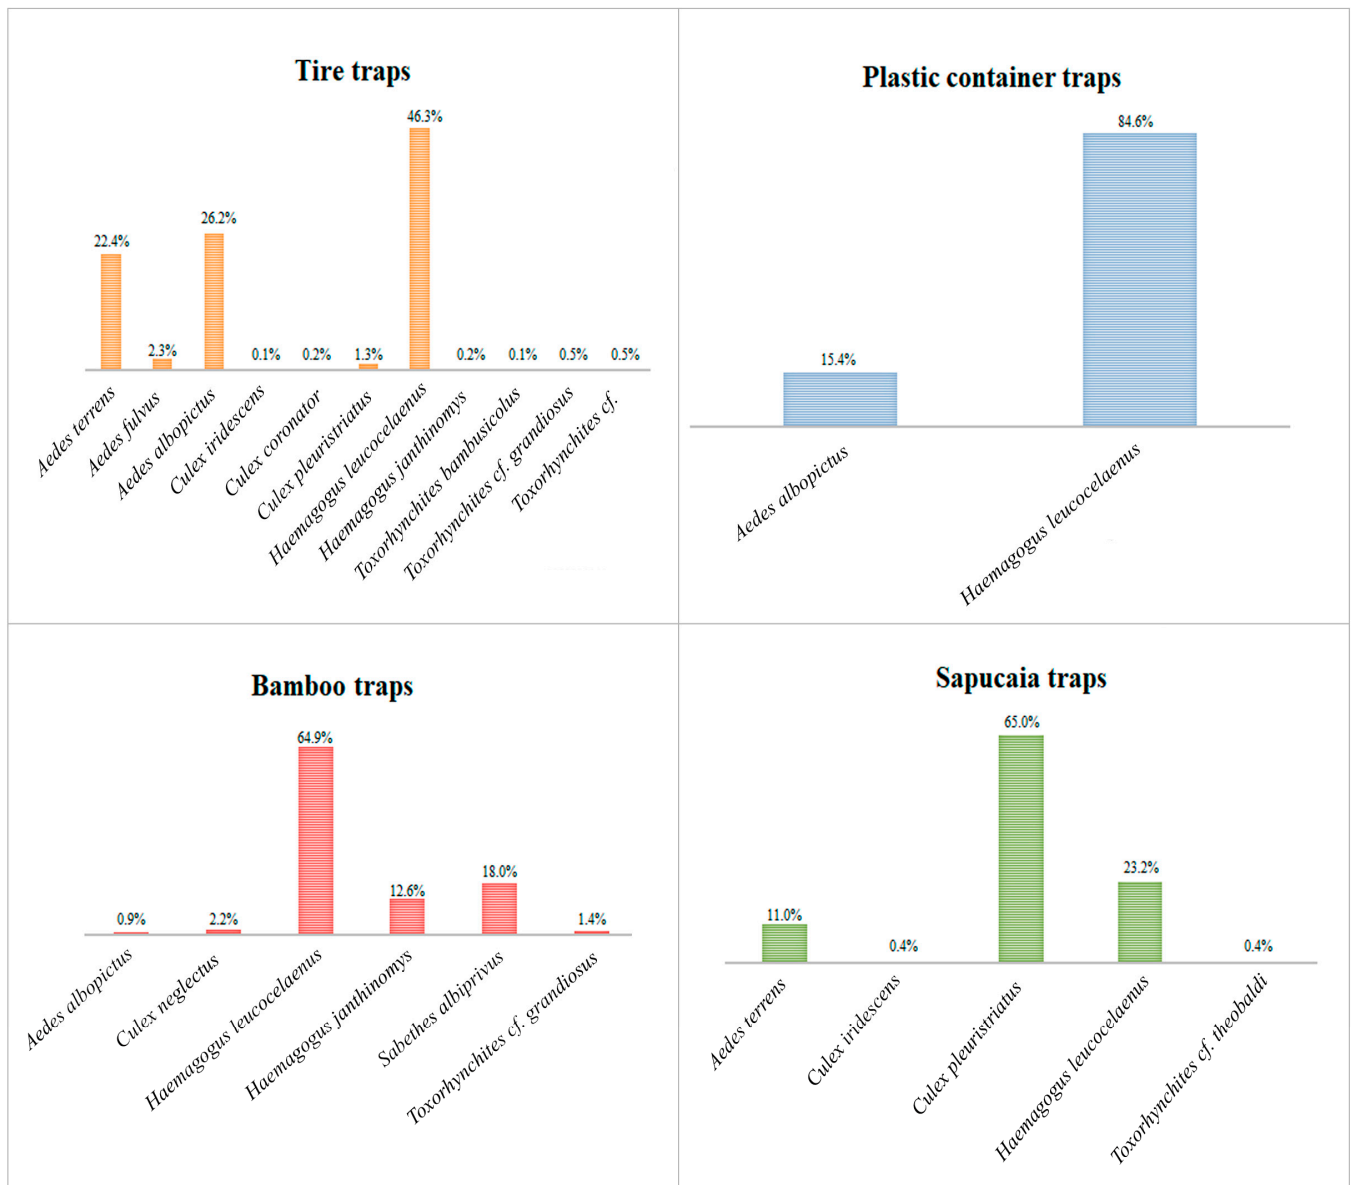 Tire traps
46.3%
26.2%
22.4%
2.3%
0.1%
0.2%
1.3%
0.2%
0.1%
0.5%
0.5%
Aedes terrens
Aedes fulvus
Aedes albopictus
Culex iridescens
Culex coronator
Culex pleuristriatus
Haemagogus leucocelaenus
Haemagogus janthinomys
Toxorhynchites bambusicolus
Toxorhynchites cf. grandiosus
Toxorhynchites cf.
Plastic container traps
84.6%
15.4%
Aedes albopictus
Haemagogus leucocelaenus
Bamboo traps
64.9%
18.0%
12.6%
0.9%
2.2%
1.4%
Aedes albopictus
Culex neglectus
Haemagogus leucocelaenus
Haemagogus janthinomys
Sabethes albiprivus
Toxorhynchites cf. grandiosus
Sapucaia traps
65.0%
23.2%
11.0%
0.4%
0.4%
Aedes terrens
Culex iridescens
Culex pleuristriatus
Haemagogus leucocelaenus
Toxorhynchites cf. theobaldi